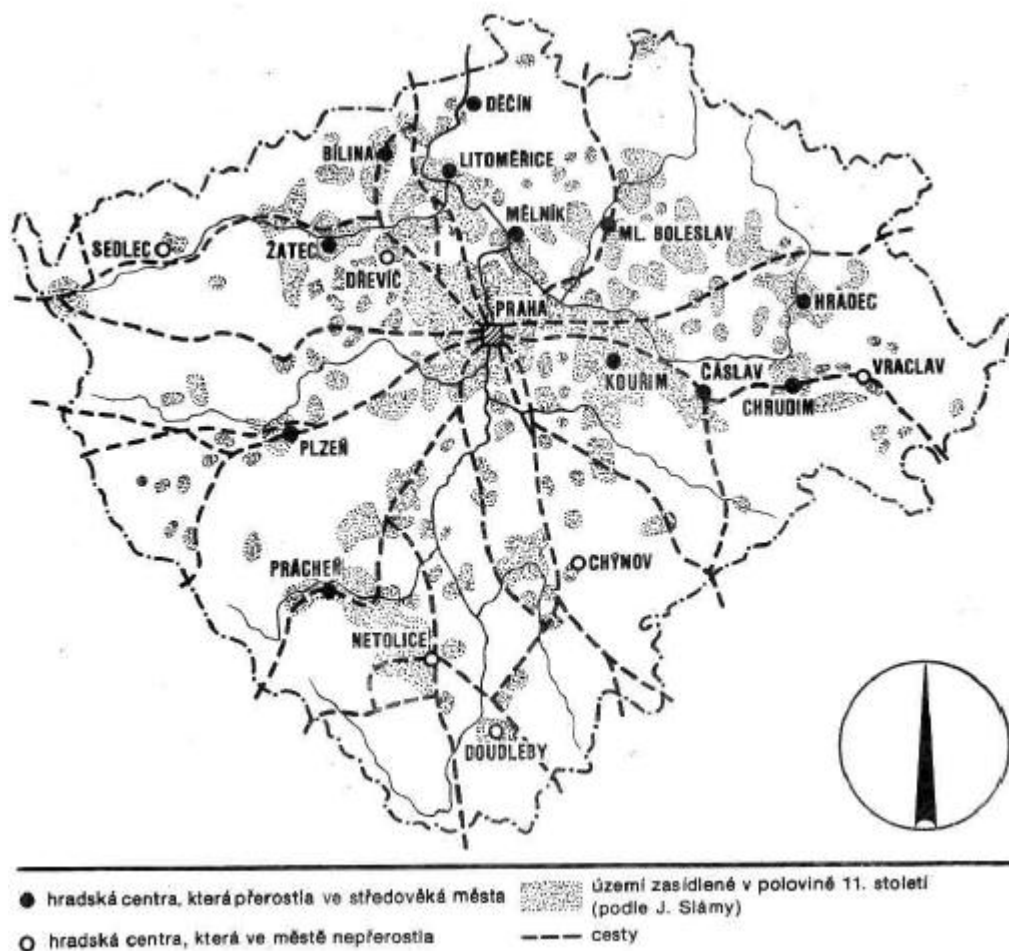 DĚČÍN
BÍLINA
LITOMĚŘICE
MĚLNÍK
ML. BOLESLAV
SEDLEC
ŽATEC
DŘEVÍČ
PRAHA
HRADEC
KOUŘIM
ČÁSLAV
VRACLAV
CHRUDIM
PLZEŇ
CHÝNOV
PRÁCHEŇ
NETOLICE
DOUDLEBY
hradská centra, která přerostla ve středověká města
území zasídlené v polovině 11. století
(podle J. Slámy)
hradská centra, která ve městě nepřerostla
cesty